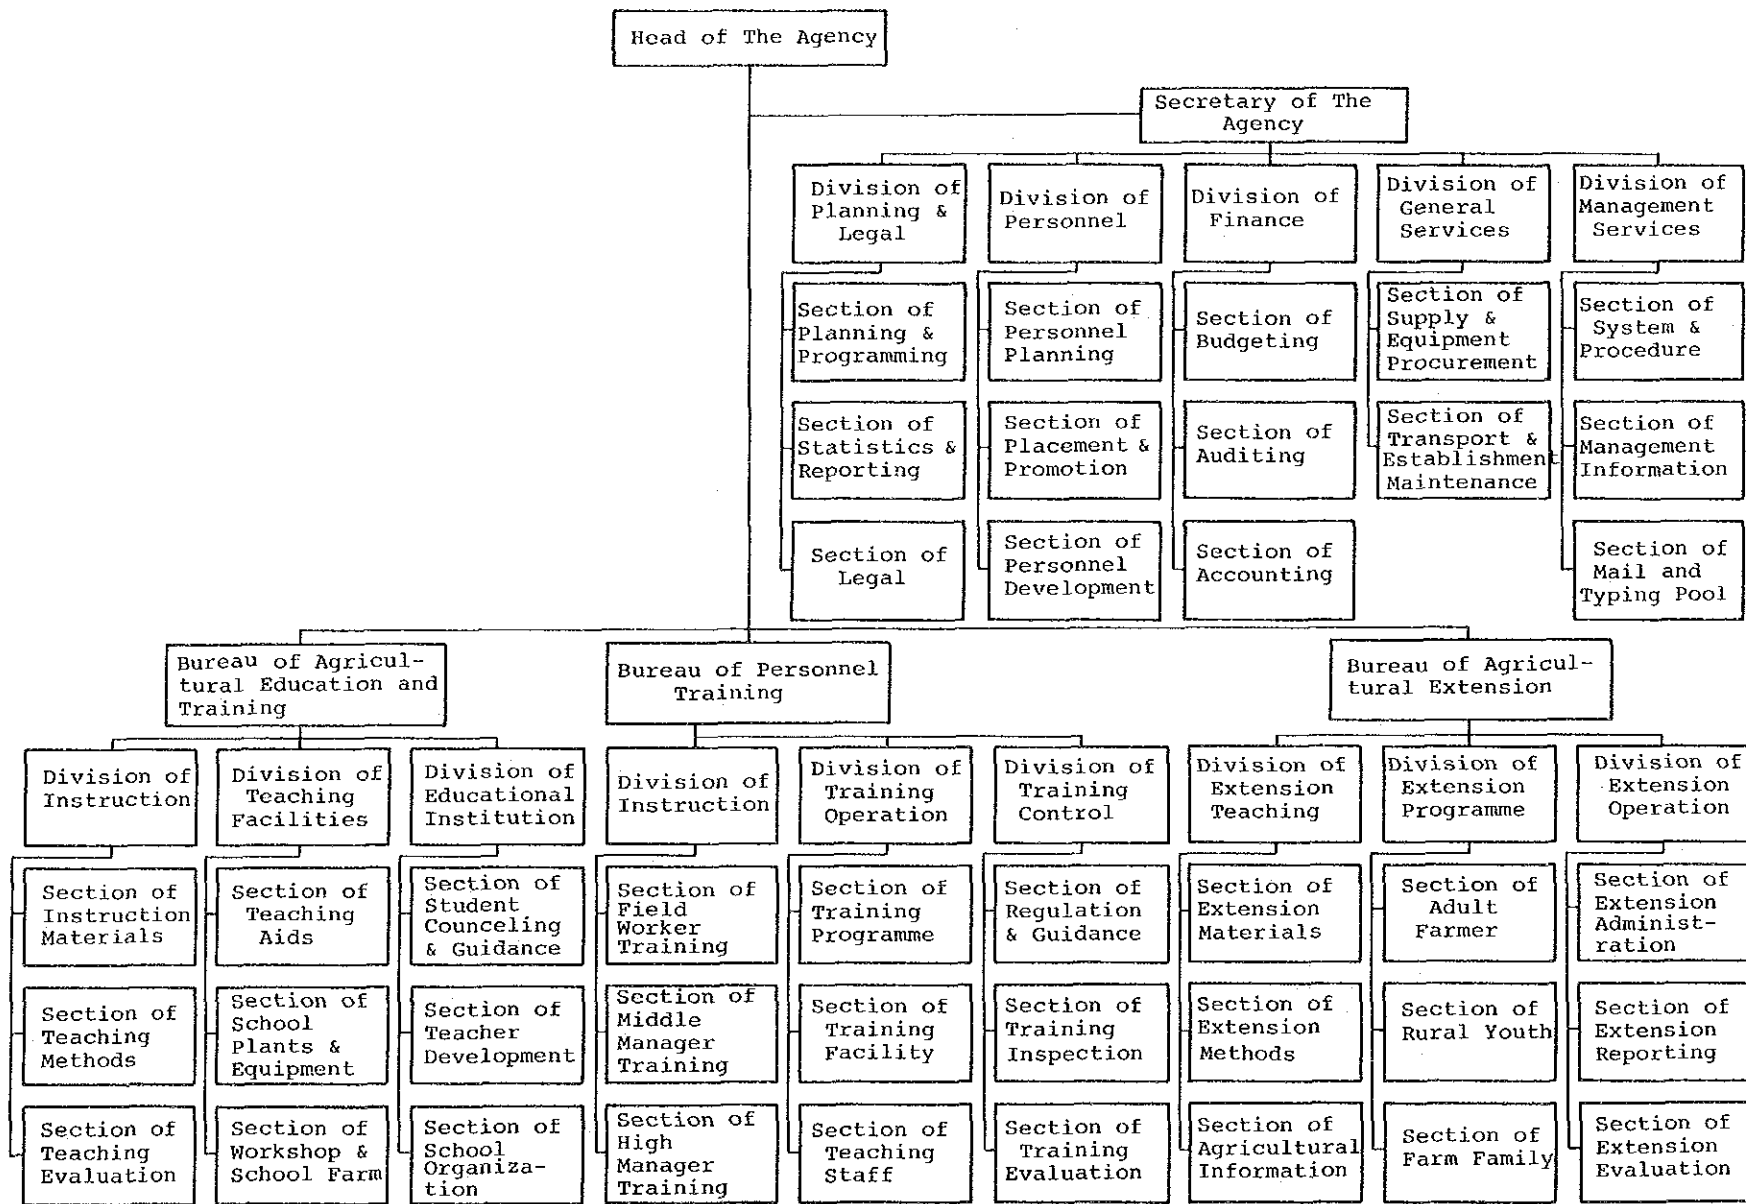 Head of The Agency
Secretary of The
Agency
Division of
Planning &
Legal
Division of
Personnel
Division of
Finance
Division of
General
Services
Division of
Management
Services
Section of
Planning &
Programming
Section of
Personnel
Planning
Section of
Budgeting
Section of
Supply &
Equipment
Procurement
Section of
System &
Procedure
Section of
Statistics &
Reporting
Section of
Placement &
Promotion
Section of
Auditing
Section of
Transport &
Establishment
Maintenance
Section of
Management
Information
Section of
Legal
Section of
Personnel
Development
Section of
Accounting
Section of
Mail and
Typing Pool
Bureau of Agricul-
tural Education and
Training
Bureau of Personnel
Training
Bureau of Agricul-
tural Extension
Division of
Instruction
Division of
Teaching
Facilities
Division of
Educational
Institution
Division of
Instruction
Division of
Training
Operation
Division of
Training
Control
Division of
Extension
Teaching
Division of
Extension
Programme
Division of
Extension
Operation
Section of
Instruction
Materials
Section of
Teaching
Aids
Section of
Student
Counceling
& Guidance
Section of
Field
Worker
Training
Section of
Training
Programme
Section of
Regulation
& Guidance
Section of
Extension
Materials
Section of
Adult
Farmer
Section of
Extension
Administ-
ration
Section of
Teaching
Methods
Section of
School
Plants &
Equipment
Section of
Teacher
Development
Section of
Middle
Manager
Training
Section of
Training
Facility
Section of
Training
Inspection
Section of
Extension
Methods
Section of
Rural Youth
Section of
Extension
Reporting
Section of
Teaching
Evaluation
Section of
Workshop &
School Farm
Section of
School
Organiza-
tion
Section of
High
Manager
Training
Section of
Teaching
Staff
Section of
Training
Evaluation
Section of
Agricultural
Information
Section of
Farm Family
Section of
Extension
Evaluation